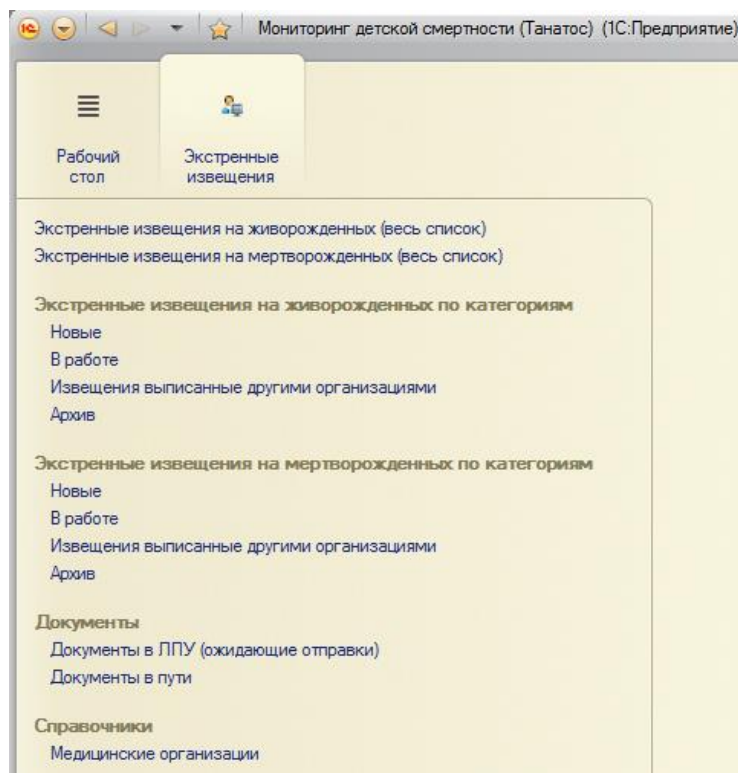 Мониторинг детской смертности (Танатос) (1С:Предприятие)
Рабочий
стол
Экстренные
извещения
Экстренные извещения на живорожденных (весь список)
Экстренные извещения на мертворожденных (весь список)
Экстренные извещения на живорожденных по категориям
Новые
В работе
Извещения выписанные другими организациями
Архив
Экстренные извещения на мертворожденных по категориям
Новые
В работе
Извещения выписанные другими организациями
Архив
Документы
Документы в ЛПУ (ожидающие отправки)
Документы в пути
Справочники
Медицинские организации